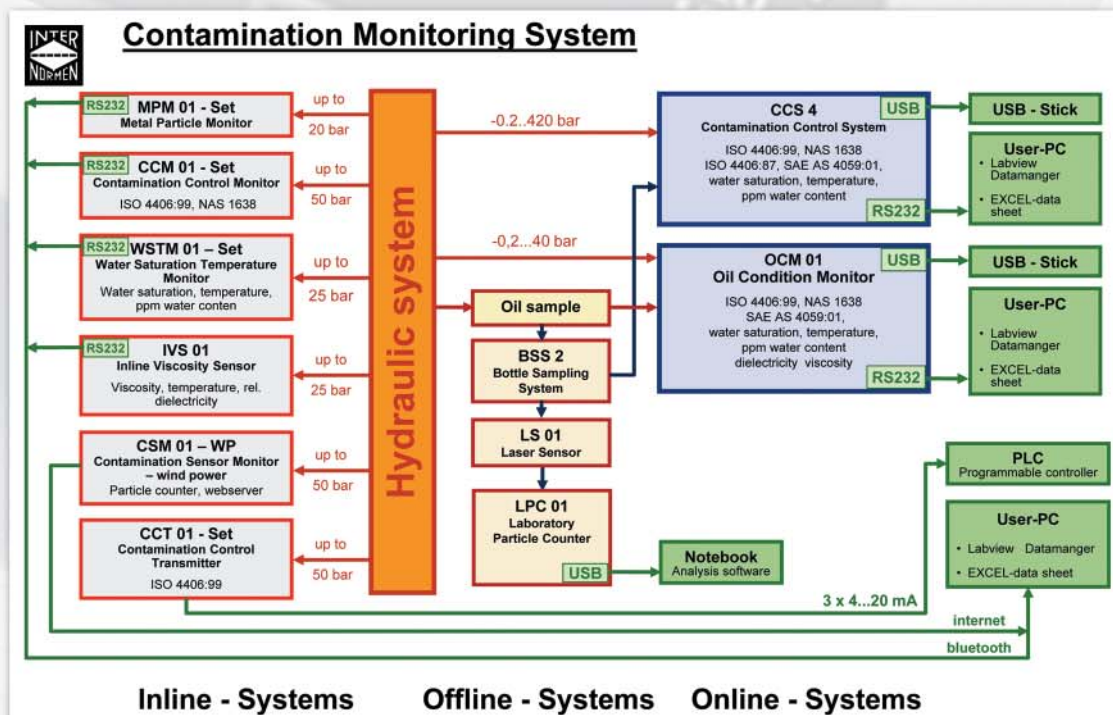 INTER
NORMEN
Contamination Monitoring System
RS232
MPM 01 - Set
Metal Particle Monitor
up to
20 bar
RS232
CCM 01 - Set
Contamination Control Monitor
ISO 4406:99, NAS 1638
up to
50 bar
RS232
WSTM 01 – Set
Water Saturation Temperature
Monitor
Water saturation, temperature,
ppm water conten
up to
25 bar
RS232
IVS 01
Inline Viscosity Sensor
Viscosity, temperature, rel.
dielectricity
up to
25 bar
CSM 01 – WP
Contamination Sensor Monitor
– wind power
Particle counter, webserver
up to
50 bar
CCT 01 - Set
Contamination Control
Transmitter
ISO 4406:99
up to
50 bar
Hydraulic system
-0.2..420 bar
-0,2...40 bar
Oil sample
BSS 2
Bottle Sampling
System
LS 01
Laser Sensor
LPC 01
Laboratory
Particle Counter
USB
Notebook
Analysis software
CCS 4
USB
Contamination Control System
ISO 4406:99, NAS 1638
ISO 4406:87, SAE AS 4059:01,
water saturation, temperature,
ppm water content
RS232
OCM 01
USB
Oil Condition Monitor
ISO 4406:99, NAS 1638
SAE AS 4059:01,
water saturation, temperature,
ppm water content
dielectricity viscosity
RS232
USB - Stick
User-PC
• Labview
Datamanger
• EXCEL-data
sheet
USB - Stick
User-PC
• Labview
Datamanger
• EXCEL-data
sheet
PLC
Programmable controller
User-PC
• Labview Datamanger
• EXCEL-data sheet
3 x 4...20 mA
internet
bluetooth
Inline - Systems
Offline - Systems
Online - Systems